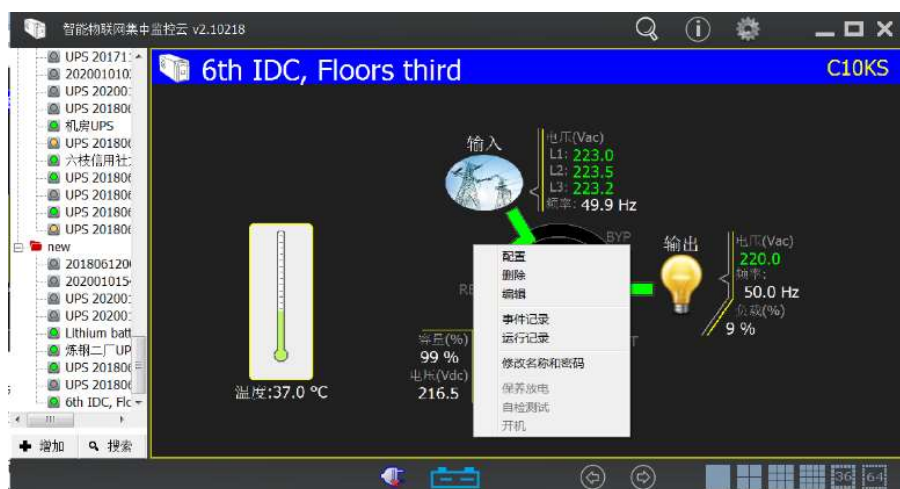 智能物联网集中监控云 v2.10218
UPS 20171
202001010
UPS 20200
UPS 20180
机房UPS
UPS 20180
六枝信用社
UPS 20180
UPS 20180
UPS 20180
UPS 20180
new
201806120
202001015
UPS 20200
UPS 20200
Lithium batt
炼钢二厂UP
UPS 20180
UPS 20180
6th IDC, Flo
增加
搜索
6th IDC, Floors third
C10KS
输入
电压(Vac)
L1: 223.0
L2: 223.5
L3: 223.2
频率: 49.9 Hz
BYP
输出
电压(Vac)
220.0
频率:
50.0 Hz
负载(%)
9 %
RE
T
容量(%)
99 %
电压(Vdc)
216.5
温度:37.0 °C
配置
删除
编辑
事件记录
运行记录
修改名称和密码
保养放电
自检测试
开机
36
64